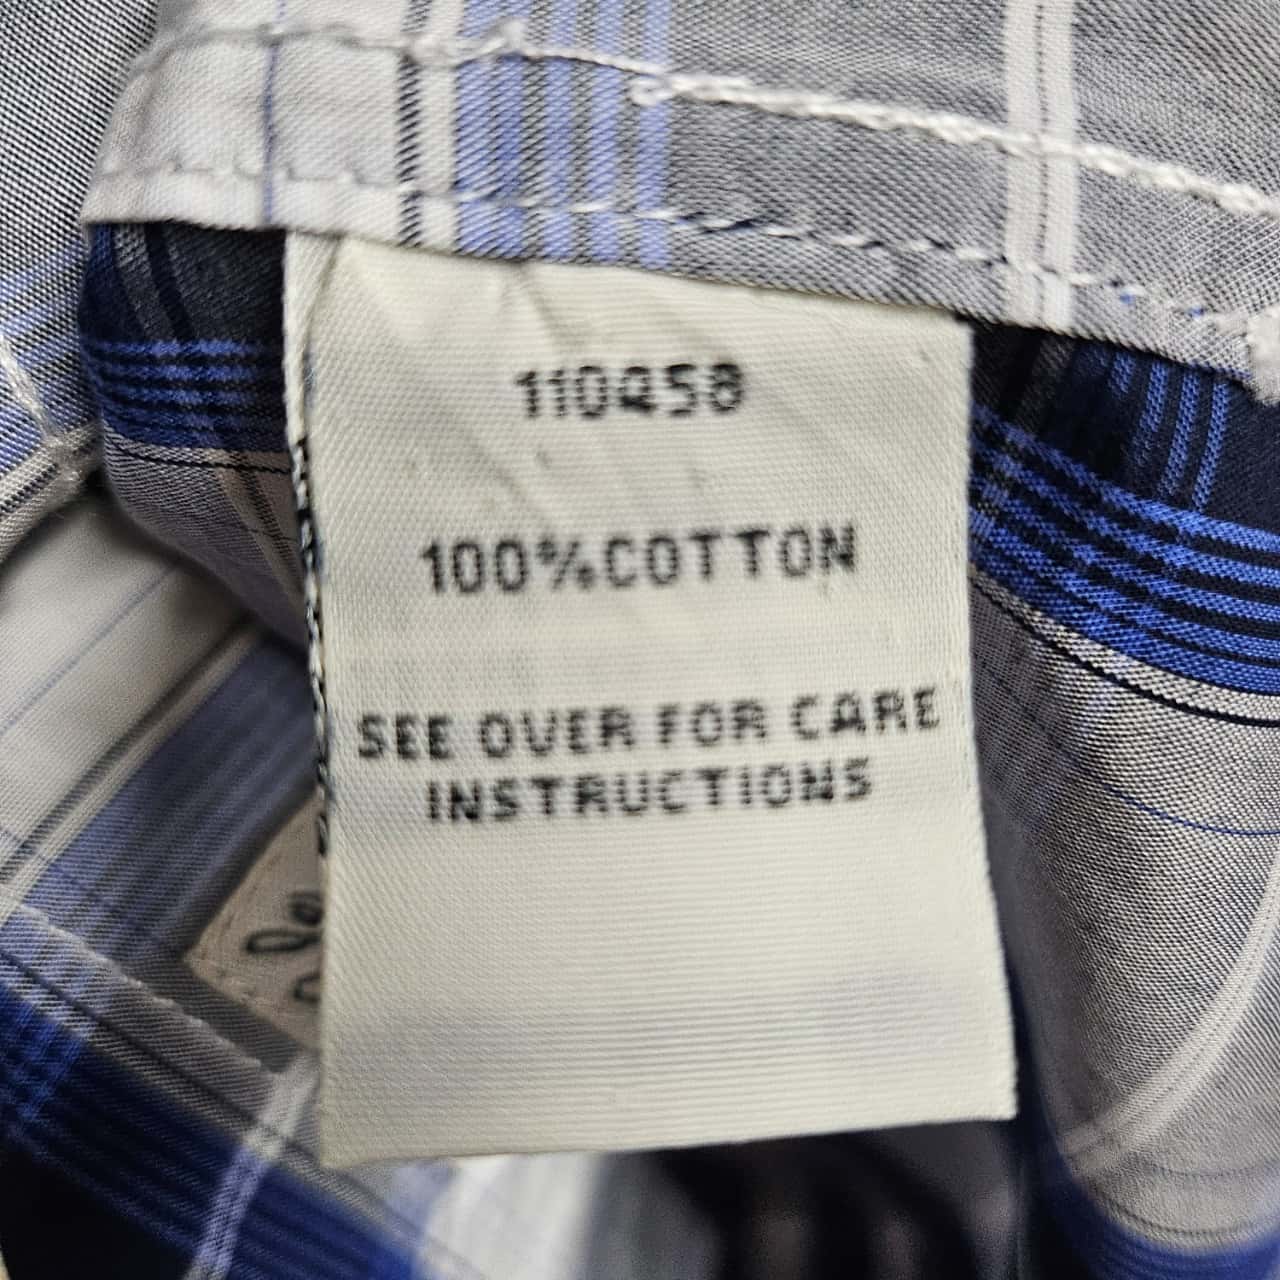 110458
100%COTTON
SEE OVER FOR CARE
INSTRUCTIONS